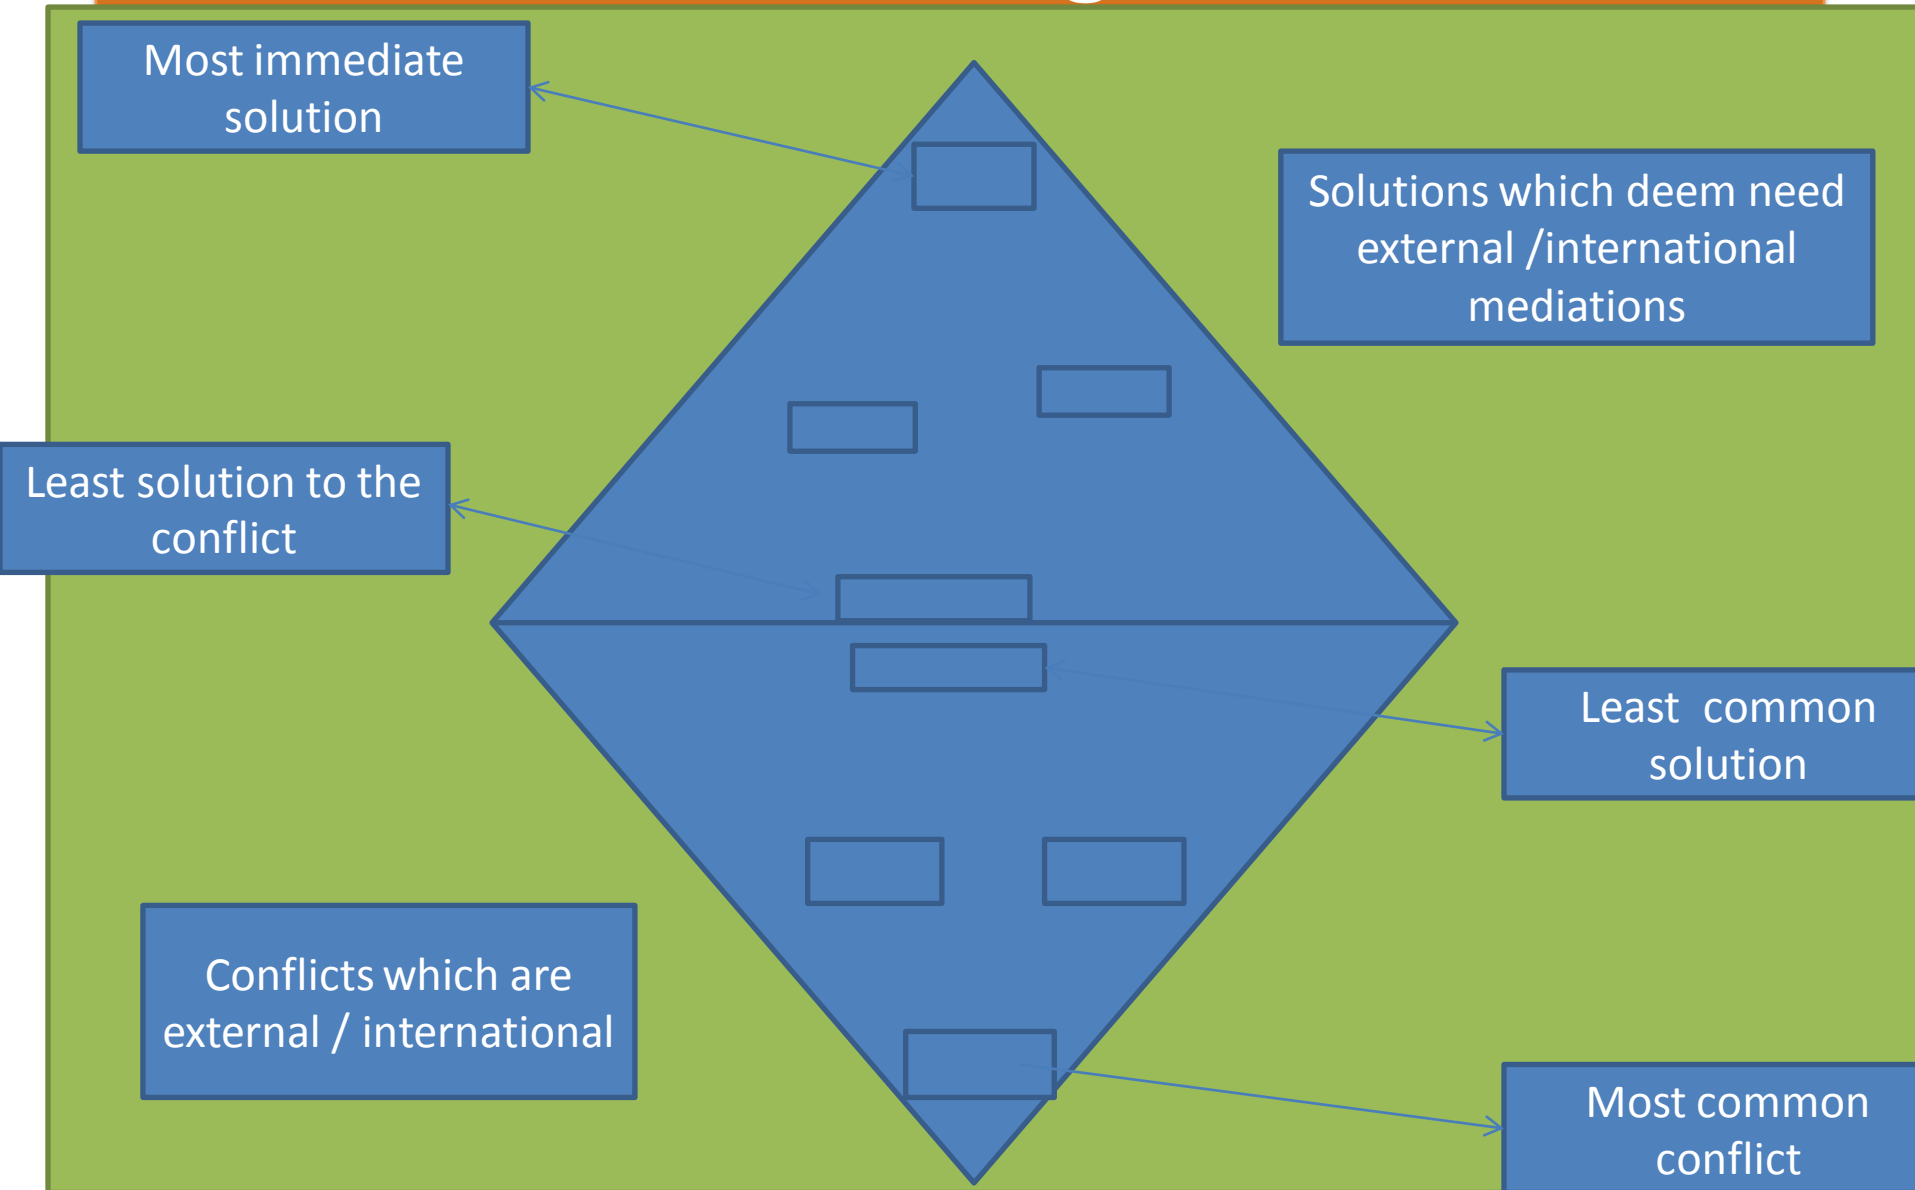 Most immediate
solution
Solutions which deem need
external /international
mediations
Least solution to the
conflict
Least  common
solution
Conflicts which are
external / international
Most common
conflict